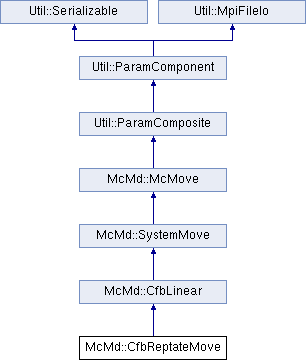 Util::Serializable
Util::MpiFileIo
Util::ParamComponent
Util::ParamComposite
McMd::McMove
McMd::SystemMove
McMd::CfbLinear
McMd::CfbReptateMove